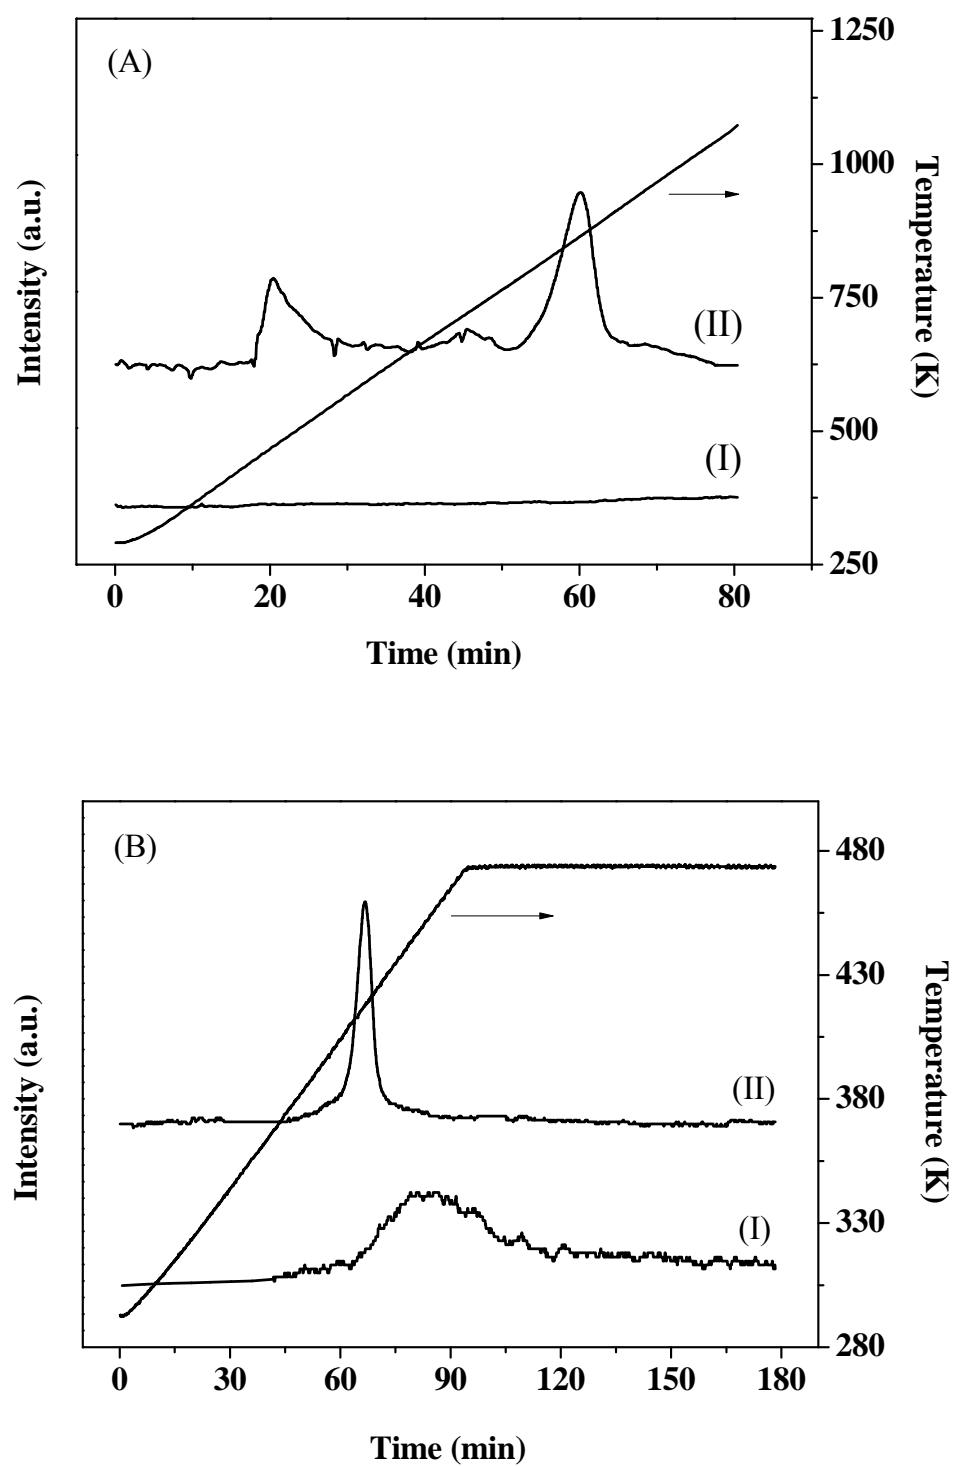 (A)
Intensity (a.u.)
1250
1000
750
500
250
Temperature (K)
(II)
(I)
0 20 40 60 80
Time (min)
(B)
Intensity (a.u.)
480
430
380
330
280
Temperature (K)
(II)
(I)
0 30 60 90 120 150 180
Time (min)